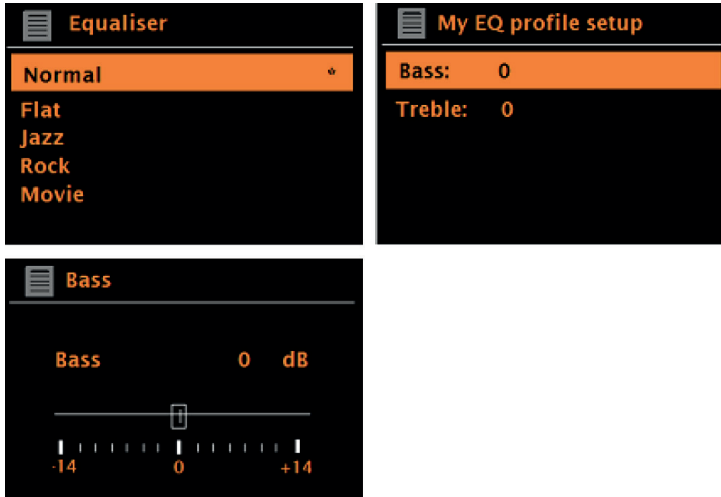 Equaliser
Normal *
Flat
Jazz
Rock
Movie
My EQ profile setup
Bass: 0
Treble: 0
Bass
Bass 0 dB
-14 0 +14